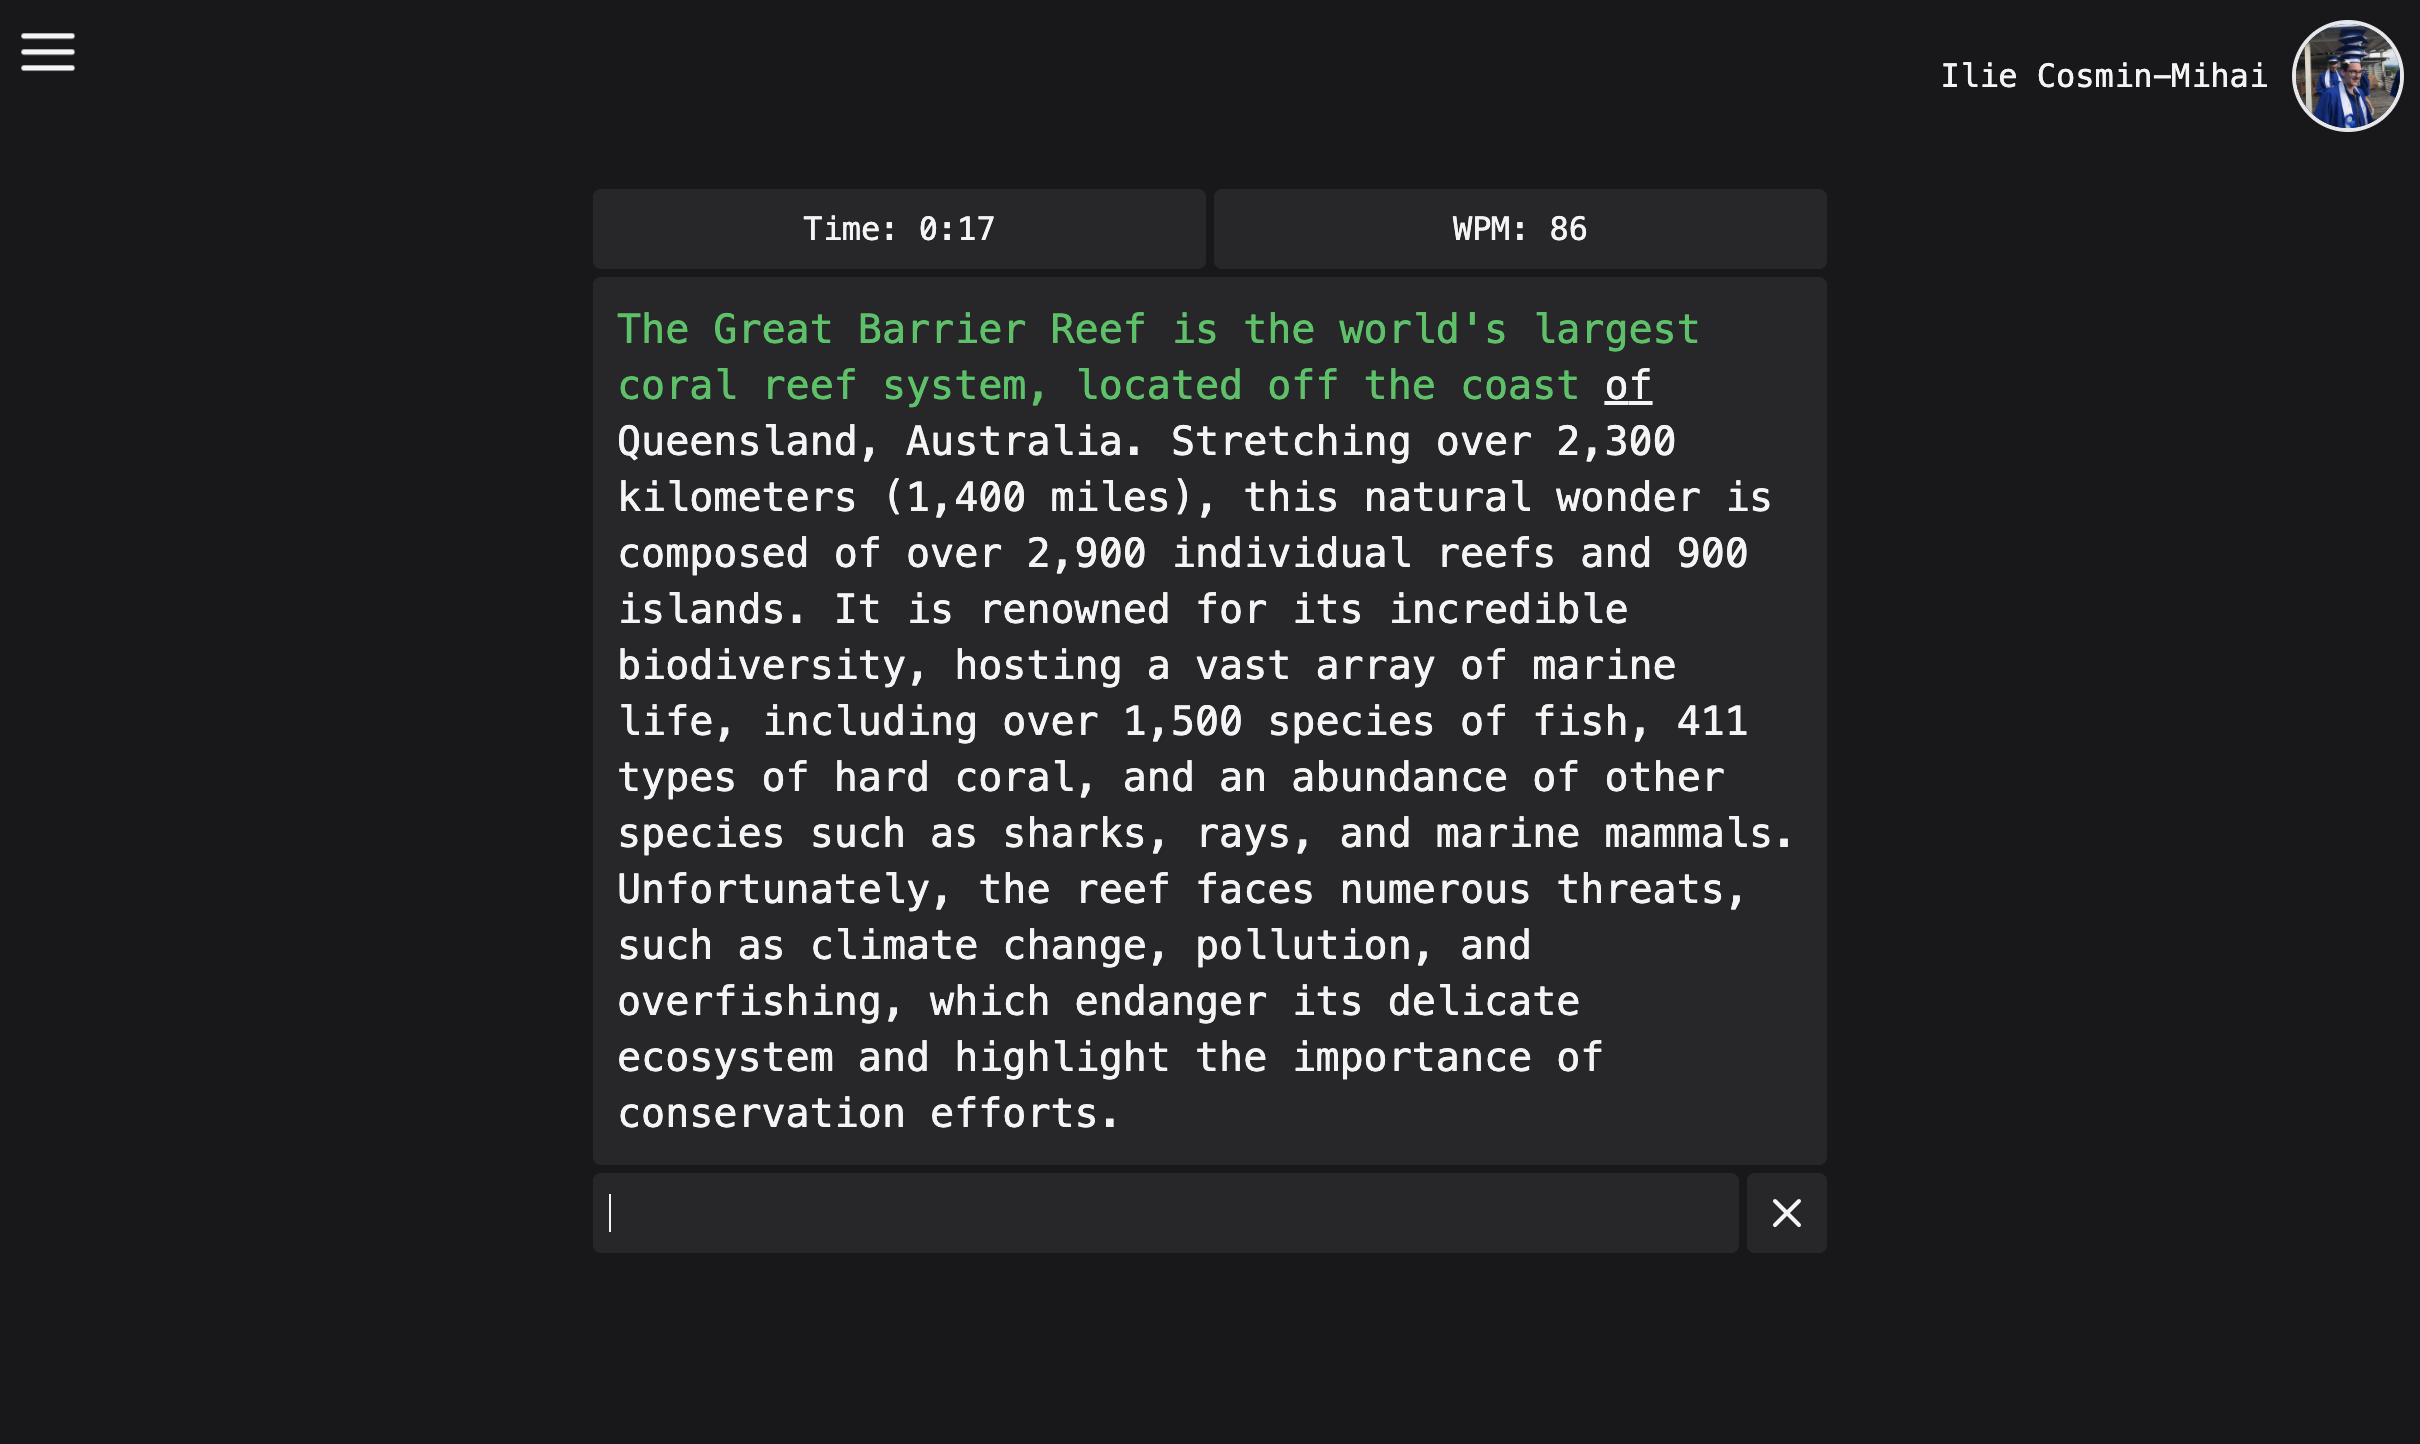 Ilie Cosmin-Mihai
Time: 0:17
WPM: 86
The Great Barrier Reef is the world's largest
coral reef system, located off the coast of
Queensland, Australia. Stretching over 2,300
kilometers (1,400 miles), this natural wonder is
composed of over 2,900 individual reefs and 900
islands. It is renowned for its incredible
biodiversity, hosting a vast array of marine
life, including over 1,500 species of fish, 411
types of hard coral, and an abundance of other
species such as sharks, rays, and marine mammals.
Unfortunately, the reef faces numerous threats,
such as climate change, pollution, and
overfishing, which endanger its delicate
ecosystem and highlight the importance of
conservation efforts.